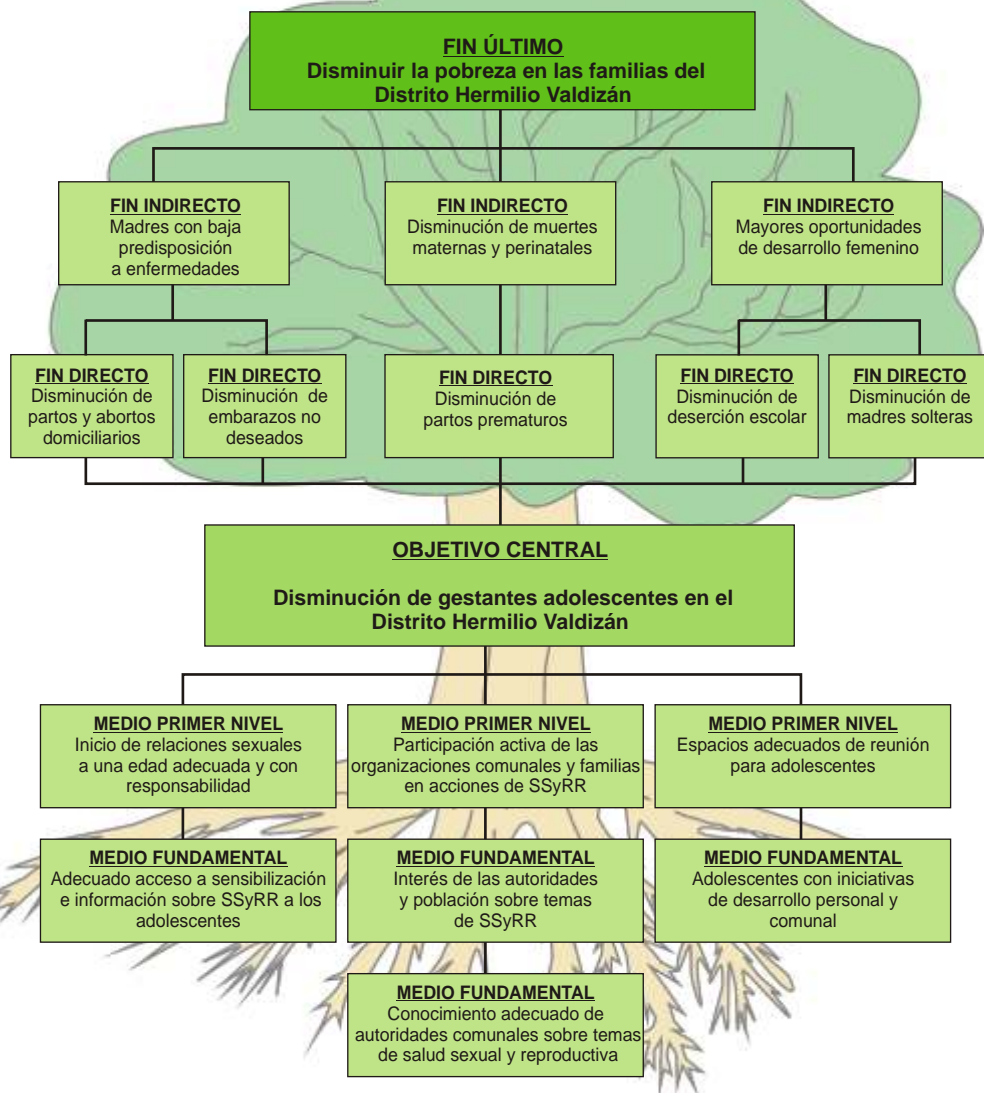 FIN ÚLTIMO
Disminuir la pobreza en las familias del
Distrito Hermilio Valdizán
FIN INDIRECTO
Madres con baja
predisposición
a enfermedades
FIN INDIRECTO
Disminución de muertes
maternas y perinatales
FIN INDIRECTO
Mayores oportunidades
de desarrollo femenino
FIN DIRECTO
Disminución de
partos y abortos
domiciliarios
FIN DIRECTO
Disminución de
embarazos no
deseados
FIN DIRECTO
Disminución de
partos prematuros
FIN DIRECTO
Disminución de
deserción escolar
FIN DIRECTO
Disminución de
madres solteras
OBJETIVO CENTRAL
Disminución de gestantes adolescentes en el
Distrito Hermilio Valdizán
MEDIO PRIMER NIVEL
Inicio de relaciones sexuales
a una edad adecuada y con
responsabilidad
MEDIO PRIMER NIVEL
Participación activa de las
organizaciones comunales y familias
en acciones de SSyRR
MEDIO PRIMER NIVEL
Espacios adecuados de reunión
para adolescentes
MEDIO FUNDAMENTAL
Adecuado acceso a sensibilización
e información sobre SSyRR a los
adolescentes
MEDIO FUNDAMENTAL
Interés de las autoridades
y población sobre temas
de SSyRR
MEDIO FUNDAMENTAL
Adolescentes con iniciativas
de desarrollo personal y
comunal
MEDIO FUNDAMENTAL
Conocimiento adecuado de
autoridades comunales sobre temas
de salud sexual y reproductiva